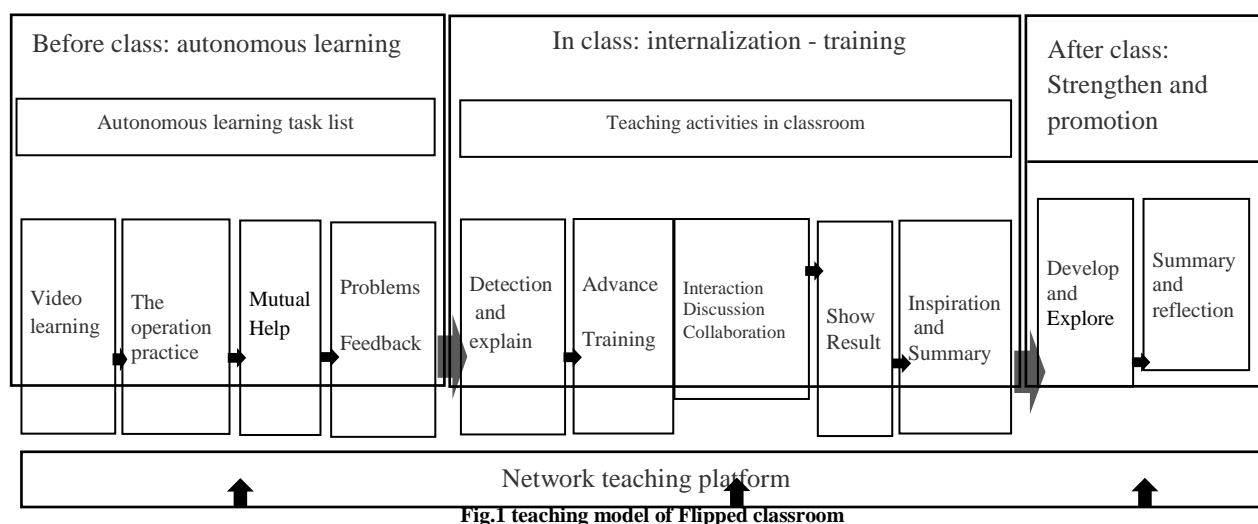 Before class: autonomous learning
Autonomous learning task list
Video
learning
The
operation
practice
Mutual
Help
Problems
Feedback
In class: internalization - training
Teaching activities in classroom
Detection
and
explain
Advance
Training
Interaction
Discussion
Collaboration
Show
Result
Inspiration
and
Summary
After class:
Strengthen and
promotion
Develop
and
Explore
Summary
and
reflection
Network teaching platform
Fig.1 teaching model of Flipped classroom